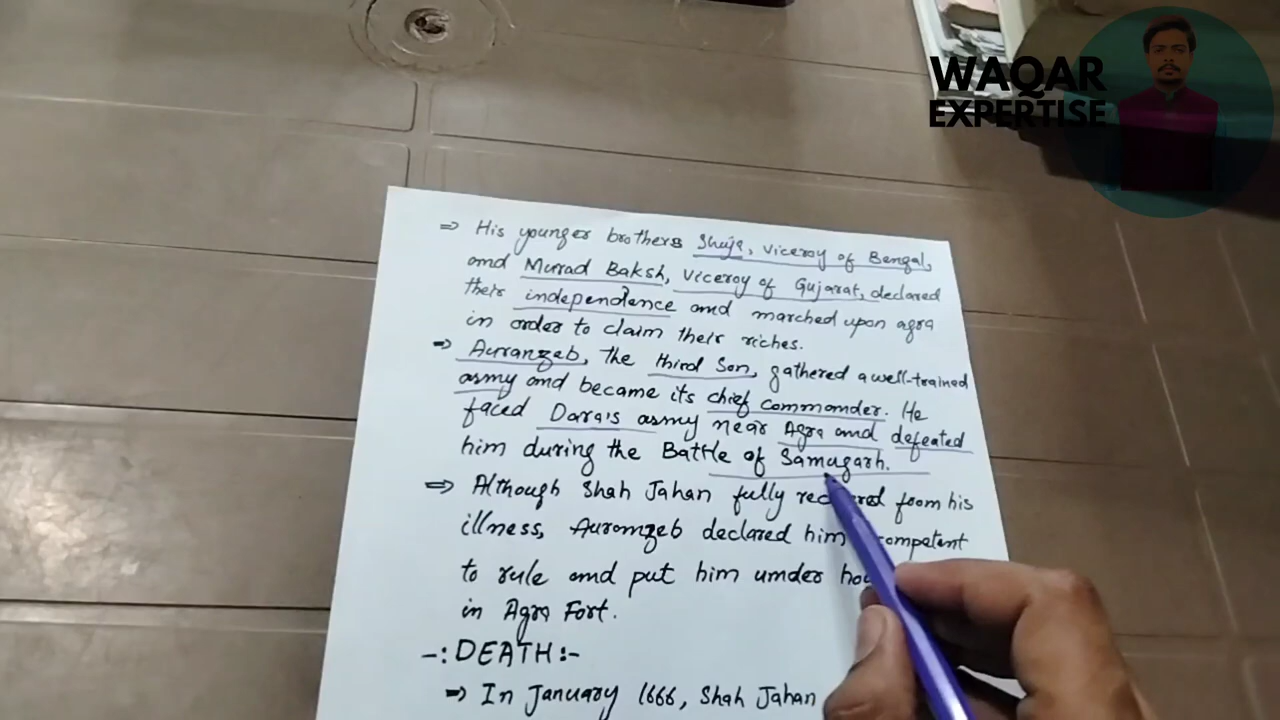 WAQAR
EXPERTISE
⇒ His younger brothers Shuja, viceroy of Bengal,
and Murad Baksh, viceroy of Gujarat, declared
their independence and marched upon agra
in order to claim their riches.
⇒ Auranzeb, the third Son, gathered a well-trained
army and became its chief commander. He
faced Dara's army near Agra and defeated
him during the Battle of Samugarh.
⇒ Although Shah Jahan fully from his
illness, Auranzeb declared him
to rule and put him under
in Agra Fort.
-: DEATH :-
⇒ In January 1666, Shah Jahan